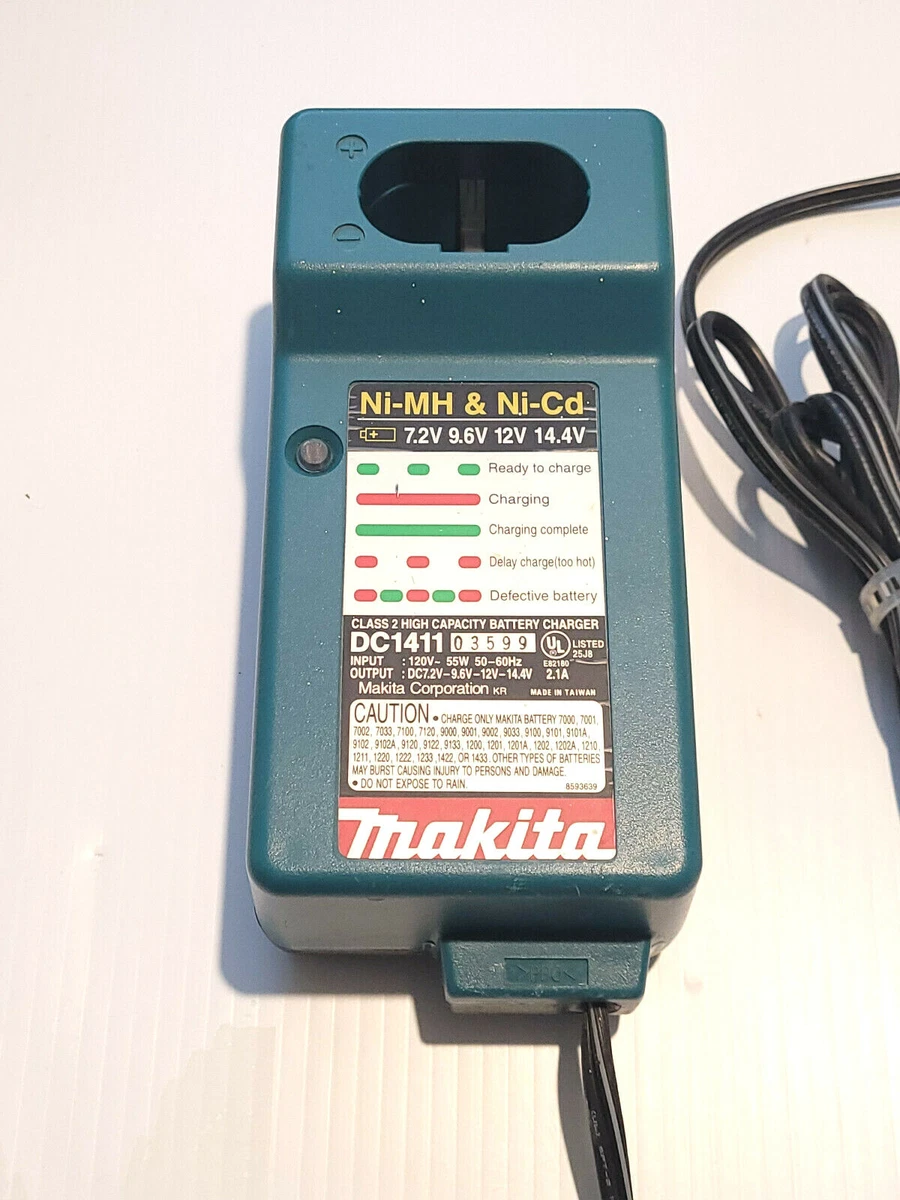 Ni-MH & Ni-Cd
7.2V 9.6V 12V 14.4V
Ready to charge
Charging
Charging complete
Delay charge(too hot)
Defective battery
CLASS 2 HIGH CAPACITY BATTERY CHARGER
DC1411 03599 UL LISTED
25J8
E82180
INPUT : 120V~ 55W 50-60Hz
OUTPUT : DC7.2V-9.6V-12V-14.4V 2.1A
Makita Corporation KR MADE IN TAIWAN
CAUTION • CHARGE ONLY MAKITA BATTERY 7000, 7001,
7002, 7033, 7100, 7120, 9000, 9001, 9002, 9033, 9100, 9101, 9101A,
9102, 9102A, 9120, 9122, 9133, 1200, 1201, 1201A, 1202, 1202A, 1210,
1211, 1220, 1222, 1233 ,1422, OR 1433. OTHER TYPES OF BATTERIES
MAY BURST CAUSING INJURY TO PERSONS AND DAMAGE.
• DO NOT EXPOSE TO RAIN. 8593639
makita